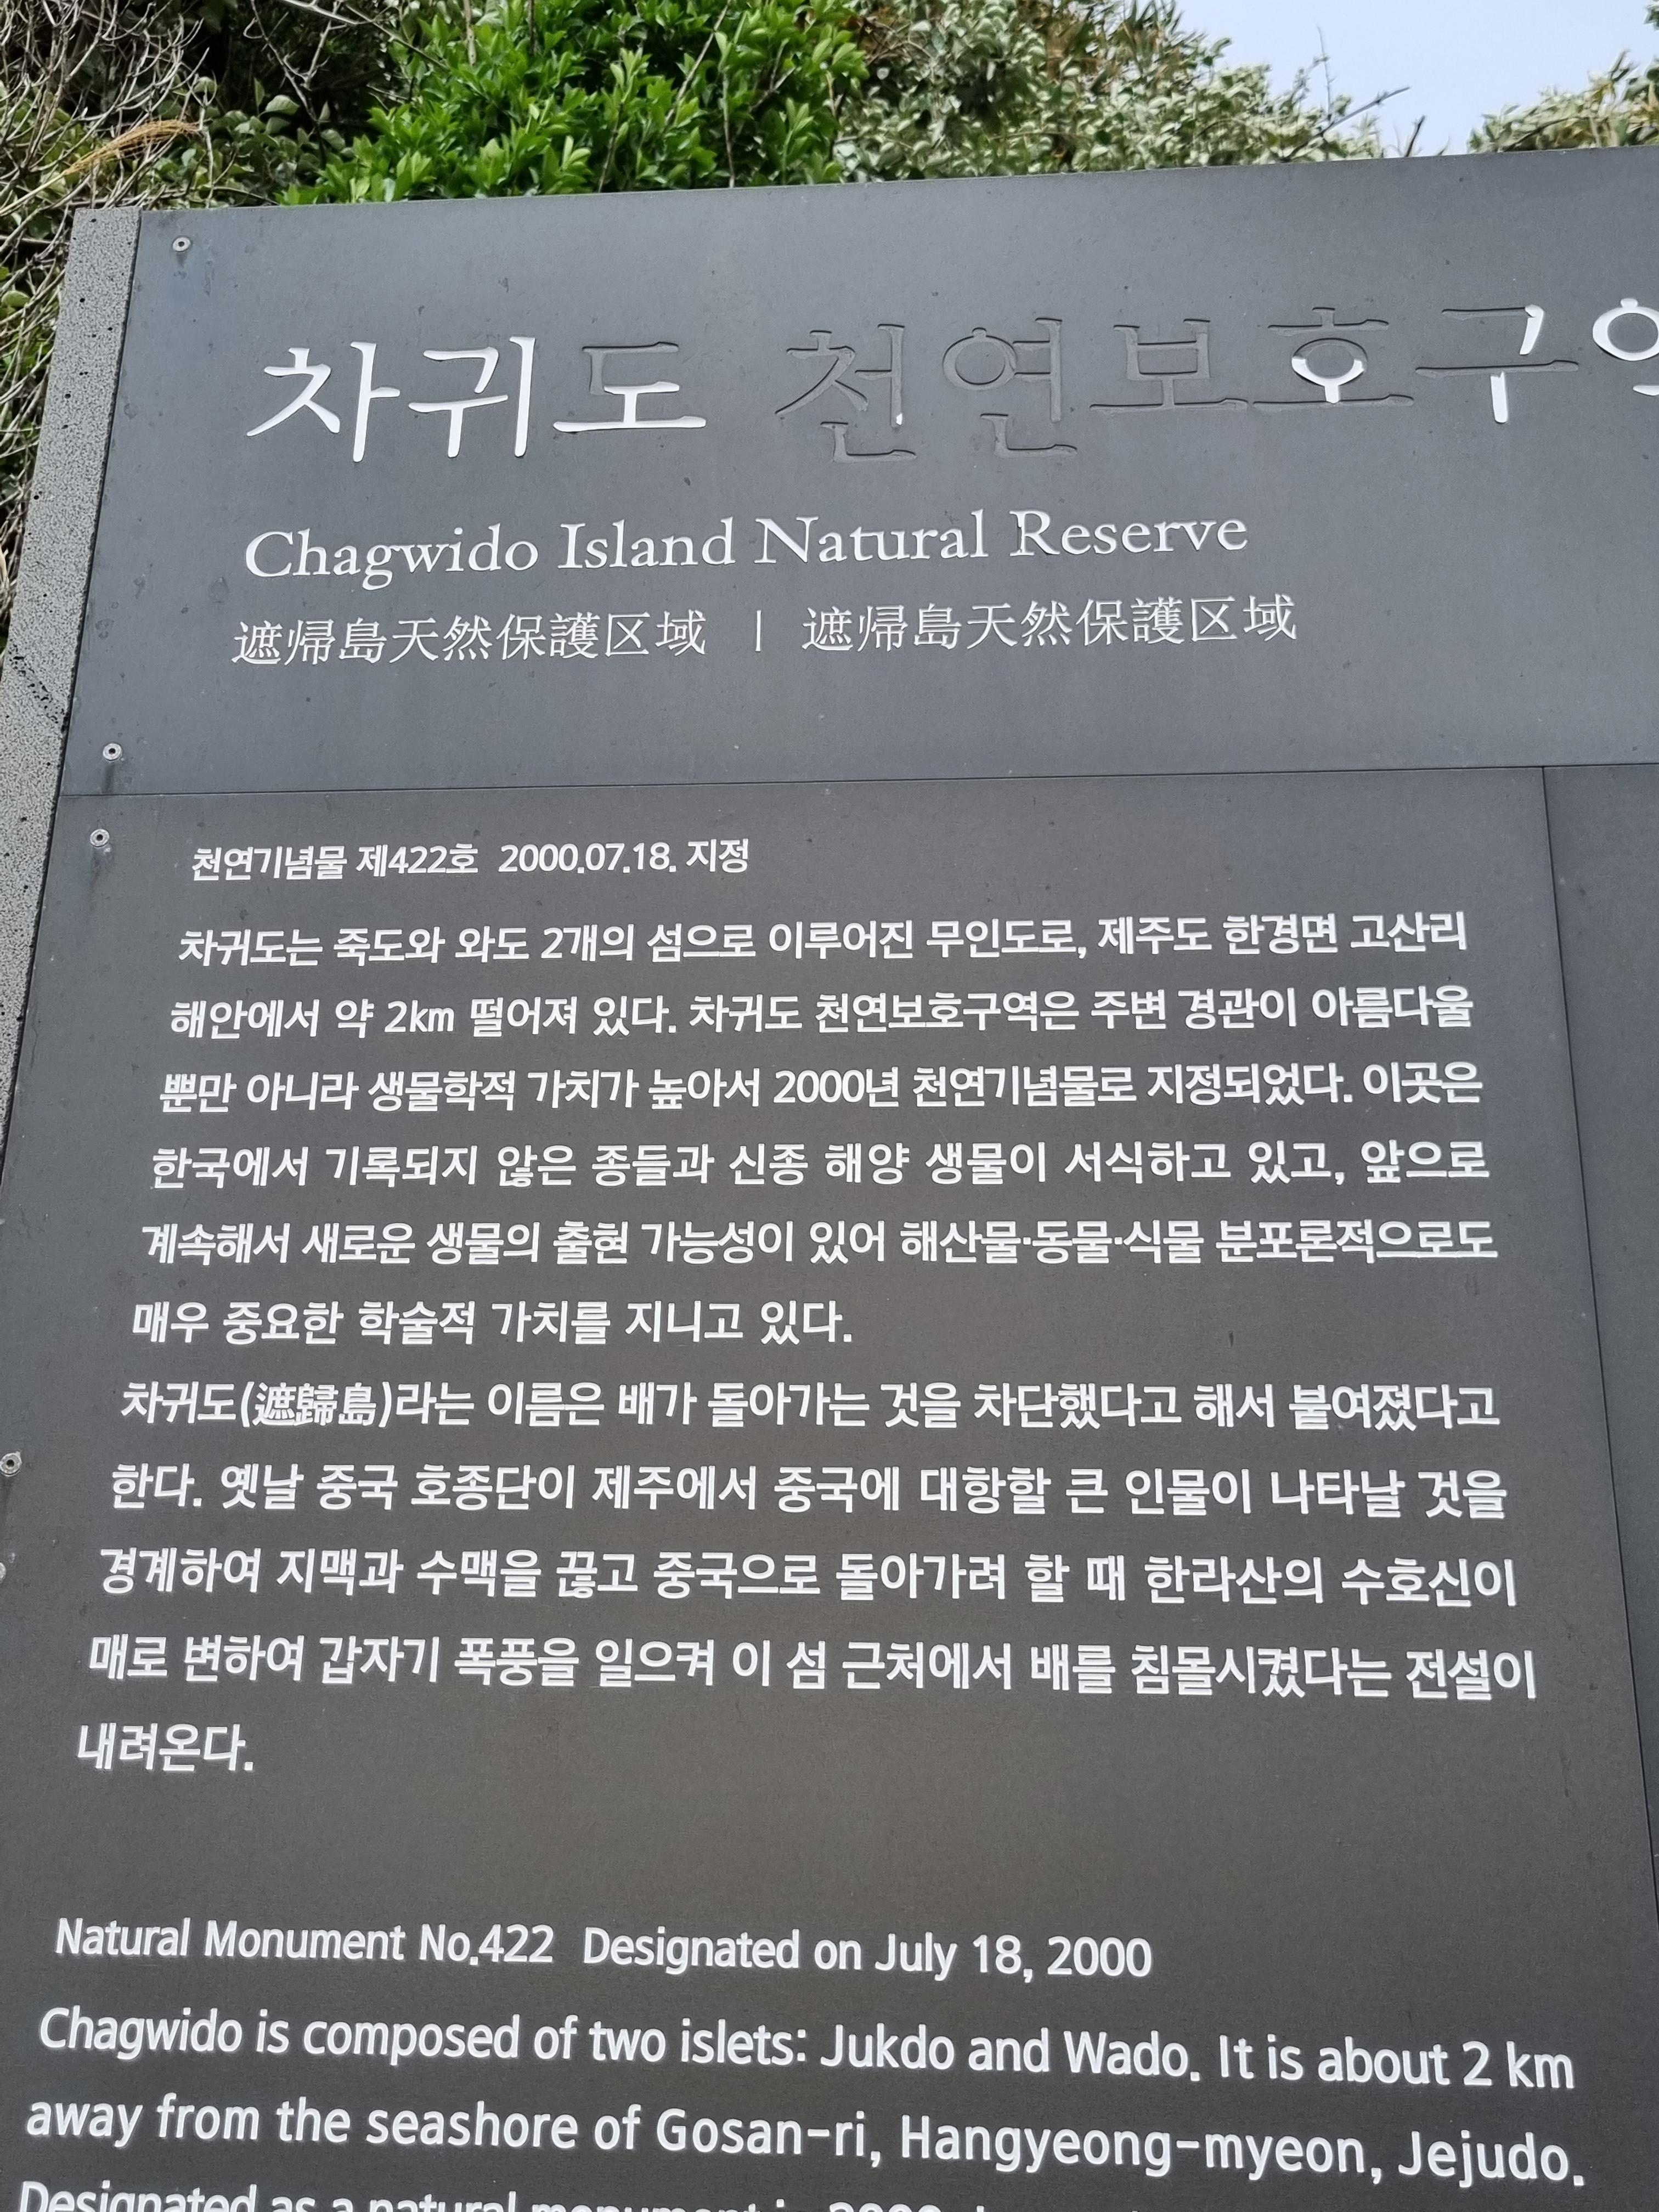 차귀도 천연보호구역
Chagwido Island Natural Reserve
遮帰島天然保護区域 | 遮帰島天然保護区域
천연기념물 제422호 2000.07.18. 지정
차귀도는 죽도와 와도 2개의 섬으로 이루어진 무인도로, 제주도 한경면 고산리
해안에서 약 2km 떨어져 있다. 차귀도 천연보호구역은 주변 경관이 아름다울
뿐만 아니라 생물학적 가치가 높아서 2000년 천연기념물로 지정되었다. 이곳은
한국에서 기록되지 않은 종들과 신종 해양 생물이 서식하고 있고, 앞으로
계속해서 새로운 생물의 출현 가능성이 있어 해산물·동물·식물 분포론적으로도
매우 중요한 학술적 가치를 지니고 있다.
차귀도(遮歸島)라는 이름은 배가 돌아가는 것을 차단했다고 해서 붙여졌다고
한다. 옛날 중국 호종단이 제주에서 중국에 대항할 큰 인물이 나타날 것을
경계하여 지맥과 수맥을 끊고 중국으로 돌아가려 할 때 한라산의 수호신이
매로 변하여 갑자기 폭풍을 일으켜 이 섬 근처에서 배를 침몰시켰다는 전설이
내려온다.
Natural Monument No.422 Designated on July 18, 2000
Chagwido is composed of two islets: Jukdo and Wado. It is about 2 km
away from the seashore of Gosan-ri, Hangyeong-myeon, Jejudo.
Designated as a natural monument in 2000